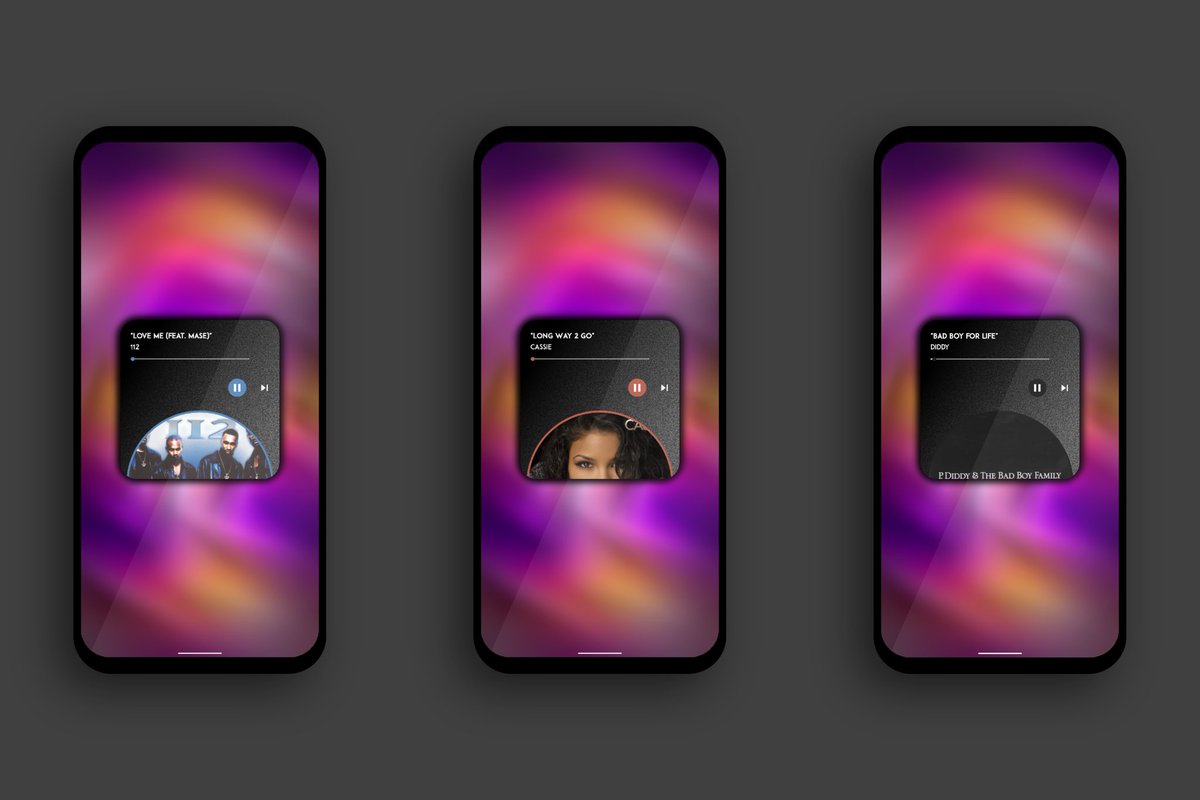 "LOVE ME (FEAT. MASE)"
112
112
"LONG WAY 2 GO"
CASSIE
CA
"BAD BOY FOR LIFE"
DIDDY
P. DIDDY & THE BAD BOY FAMILY